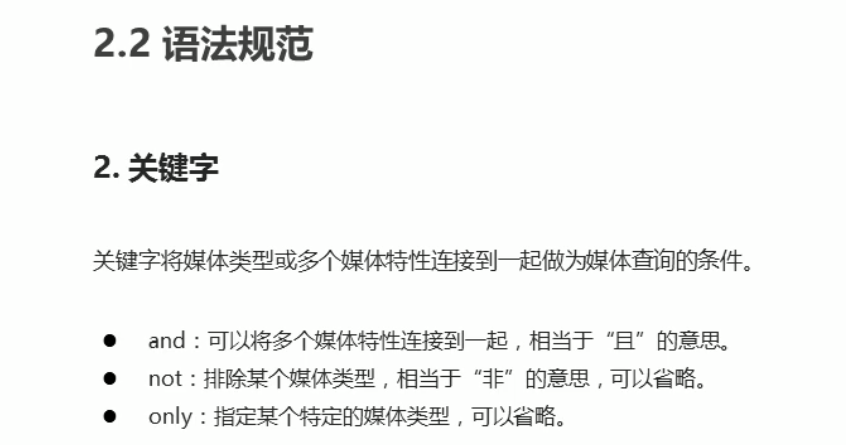 2.2 语法规范
2. 关键字
关键字将媒体类型或多个媒体特性连接到一起做为媒体查询的条件。
● and：可以将多个媒体特性连接到一起，相当于“且”的意思。
● not：排除某个媒体类型，相当于“非”的意思，可以省略。
● only：指定某个特定的媒体类型，可以省略。